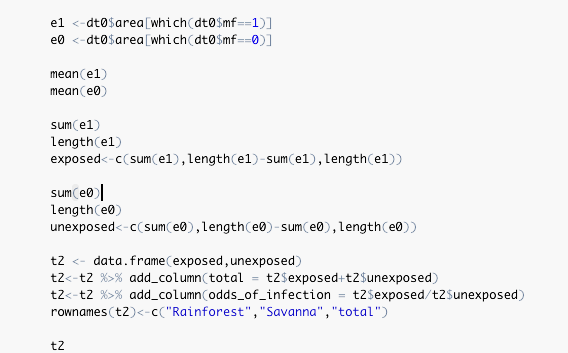 e1 <-dt0$area[which(dt0$mf==1)]
e0 <-dt0$area[which(dt0$mf==0)]
mean(e1)
mean(e0)
sum(e1)
length(e1)
exposed<-c(sum(e1),length(e1)-sum(e1),length(e1))
sum(e0)
length(e0)
unexposed<-c(sum(e0),length(e0)-sum(e0),length(e0))
t2 <- data.frame(exposed,unexposed)
t2<-t2 %>% add_column(total = t2$exposed+t2$unexposed)
t2<-t2 %>% add_column(odds_of_infection = t2$exposed/t2$unexposed)
rownames(t2)<-c("Rainforest","Savanna","total")
t2